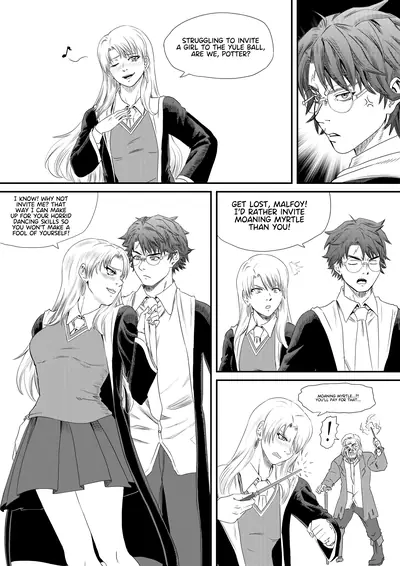 STRUGGLING TO INVITE
A GIRL TO THE YULE BALL,
ARE WE, POTTER?
I KNOW! WHY NOT
INVITE ME? THAT
WAY I CAN MAKE
UP FOR YOUR HORRID
DANCING SKILLS SO
YOU WON'T MAKE A
FOOL OF YOURSELF!
GET LOST, MALFOY!
I'D RATHER INVITE
MOANING MYRTLE
THAN YOU!
MOANING MYRTLE...?!!
YOU'LL PAY FOR THAT...
!